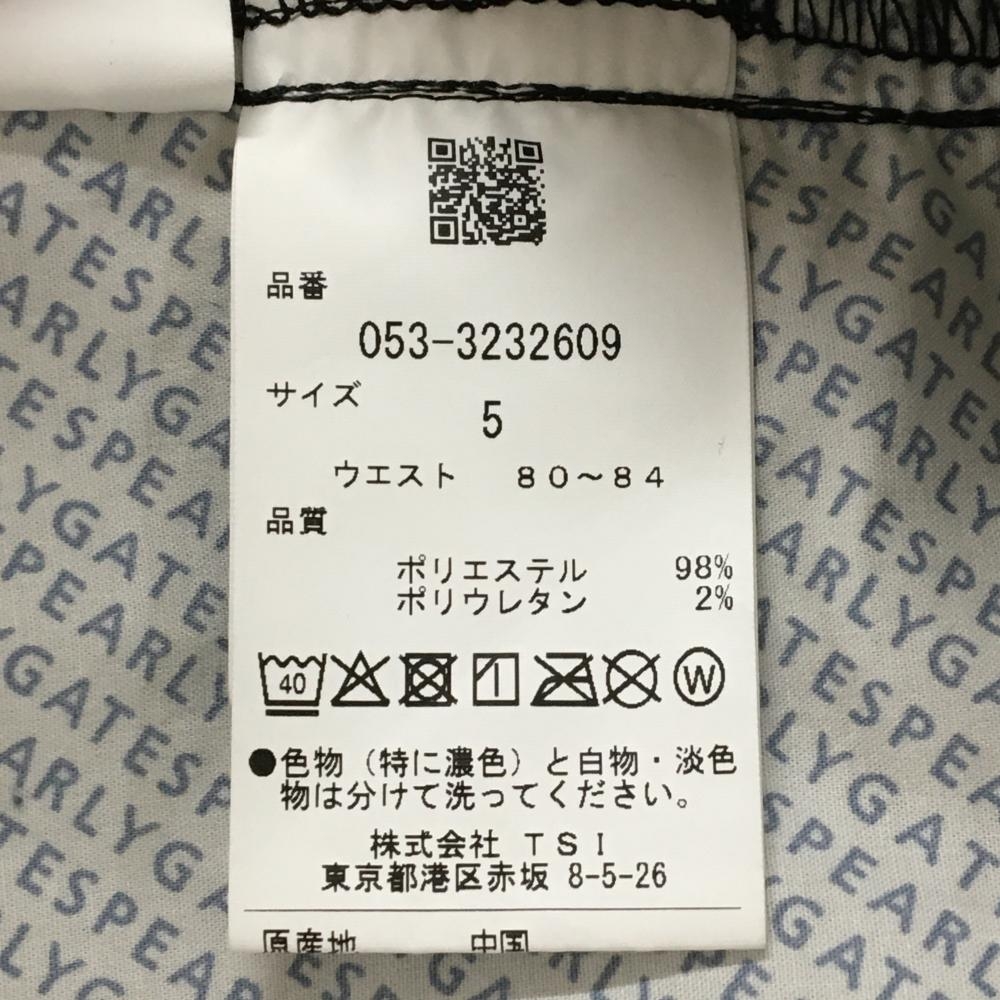 品番
053-3232609
サイズ
5
ウエスト 80〜84
品質
ポリエステル 98%
ポリウレタン 2%
40 W
●色物（特に濃色）と白物・淡色
物は分けて洗ってください。
株式会社 TSI
東京都港区赤坂 8-5-26
原産地 中国
PEARLYGATES